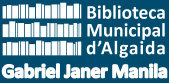 Biblioteca
Municipal
d'Algaida
Gabriel Janer Manila